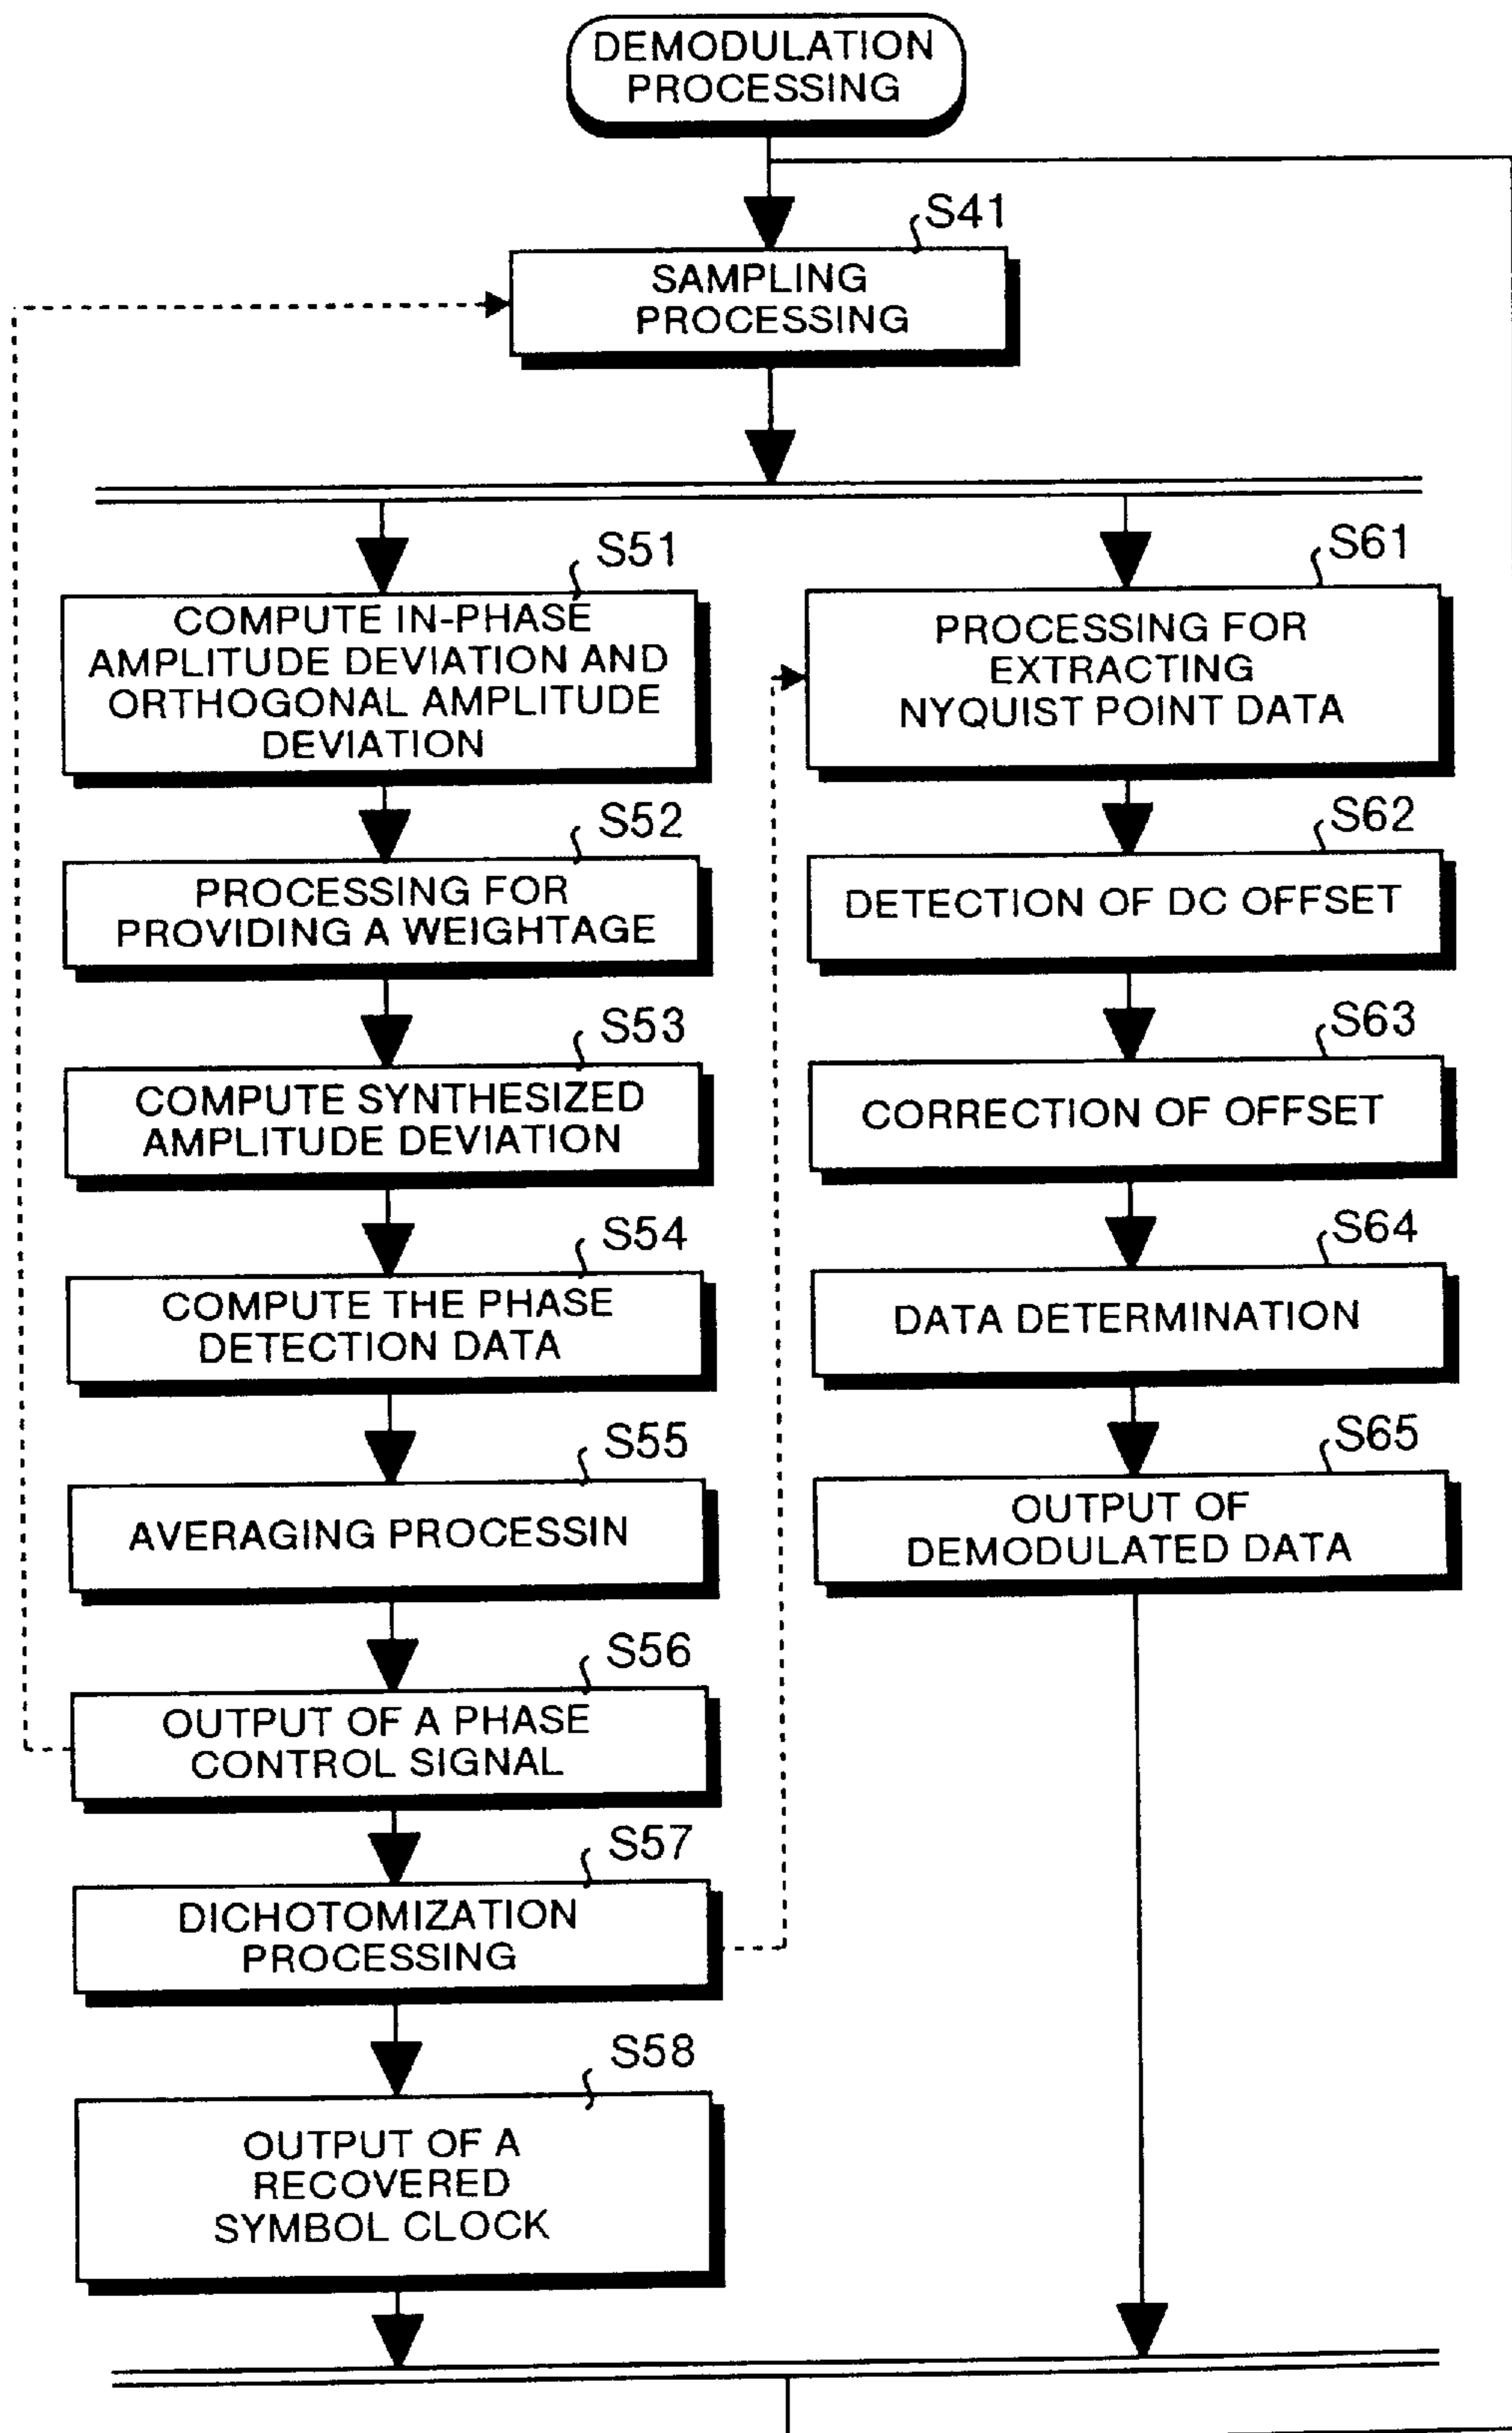 DEMODULATION
PROCESSING
S41
SAMPLING
PROCESSING
S51
COMPUTE IN-PHASE
AMPLITUDE DEVIATION AND
ORTHOGONAL AMPLITUDE
DEVIATION
S52
PROCESSING FOR
PROVIDING A WEIGHTAGE
S53
COMPUTE SYNTHESIZED
AMPLITUDE DEVIATION
S54
COMPUTE THE PHASE
DETECTION DATA
S55
AVERAGING PROCESSIN
S56
OUTPUT OF A PHASE
CONTROL SIGNAL
S57
DICHOTOMIZATION
PROCESSING
S58
OUTPUT OF A
RECOVERED
SYMBOL CLOCK
S61
PROCESSING FOR
EXTRACTING
NYQUIST POINT DATA
S62
DETECTION OF DC OFFSET
S63
CORRECTION OF OFFSET
S64
DATA DETERMINATION
S65
OUTPUT OF
DEMODULATED DATA